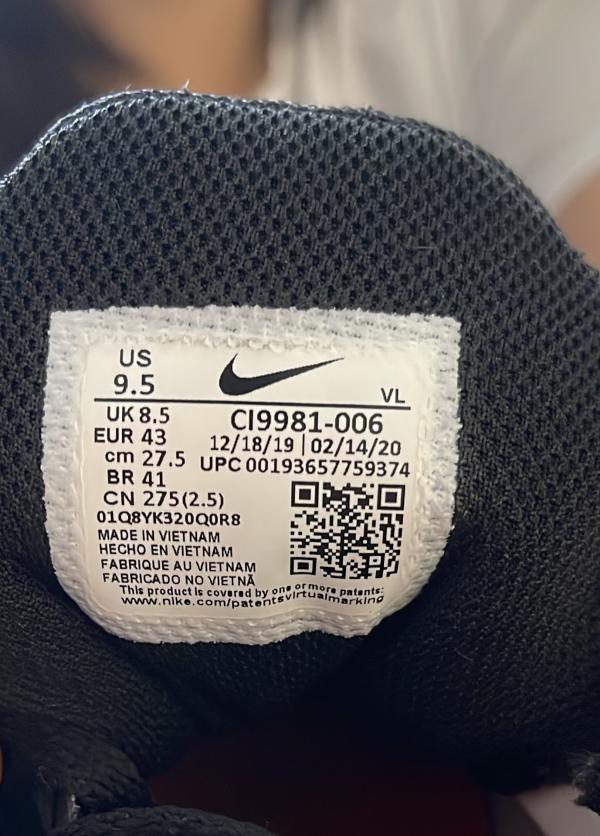 US
9.5
VL
UK 8.5
EUR 43
cm 27.5
BR 41
CN 275(2.5)
01Q8YK320Q0R8
CI9981-006
12/18/19 | 02/14/20
UPC 00193657759374
MADE IN VIETNAM
HECHO EN VIETNAM
FABRIQUE AU VIETNAM
FABRICADO NO VIETNÃ
This product is covered by one or more patents:
www.nike.com/patentsvirtualmarking